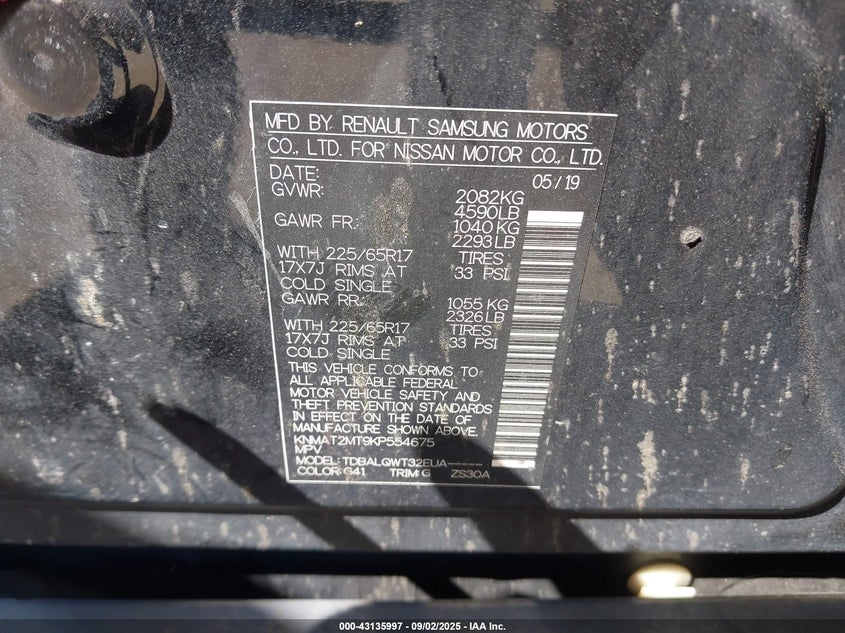 MFD BY RENAULT SAMSUNG MOTORS
CO., LTD. FOR NISSAN MOTOR CO., LTD.
DATE: 05/19
GVWR: 2082KG
4590LB
GAWR FR.: 1040KG
2293LB
WITH 225/65R17 TIRES
17X7J RIMS AT 33 PSI
COLD SINGLE
GAWR RR.: 1055 KG
2326LB
WITH 225/65R17 TIRES
17X7J RIMS AT 33 PSI
COLD SINGLE
THIS VEHICLE CONFORMS TO
ALL APPLICABLE FEDERAL
MOTOR VEHICLE SAFETY AND
THEFT PREVENTION STANDARDS
IN EFFECT ON THE DATE OF
MANUFACTURE SHOWN ABOVE.
KNMAT2MT9KP554675
MPV
MODEL: TDBALQWT32EUA-----
COLOR: G41 TRIM: G ZS30A
000-43135997 - 09/02/2025 - IAA Inc.